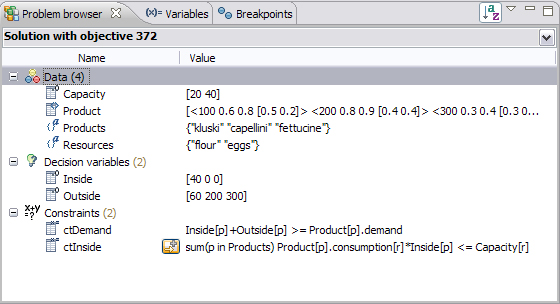 Problem browser (x)= Variables Breakpoints
Solution with objective 372
Name Value
Data (4)
Capacity [20 40]
Product [<100 0.6 0.8 [0.5 0.2]> <200 0.8 0.9 [0.4 0.4]> <300 0.3 0.4 [0.3 0...
Products {"kluski" "capellini" "fettucine"}
Resources {"flour" "eggs"}
Decision variables (2)
Inside [40 0 0]
Outside [60 200 300]
Constraints (2)
ctDemand Inside[p]+Outside[p] >= Product[p].demand
ctInside sum(p in Products) Product[p].consumption[r]*Inside[p] <= Capacity[r]